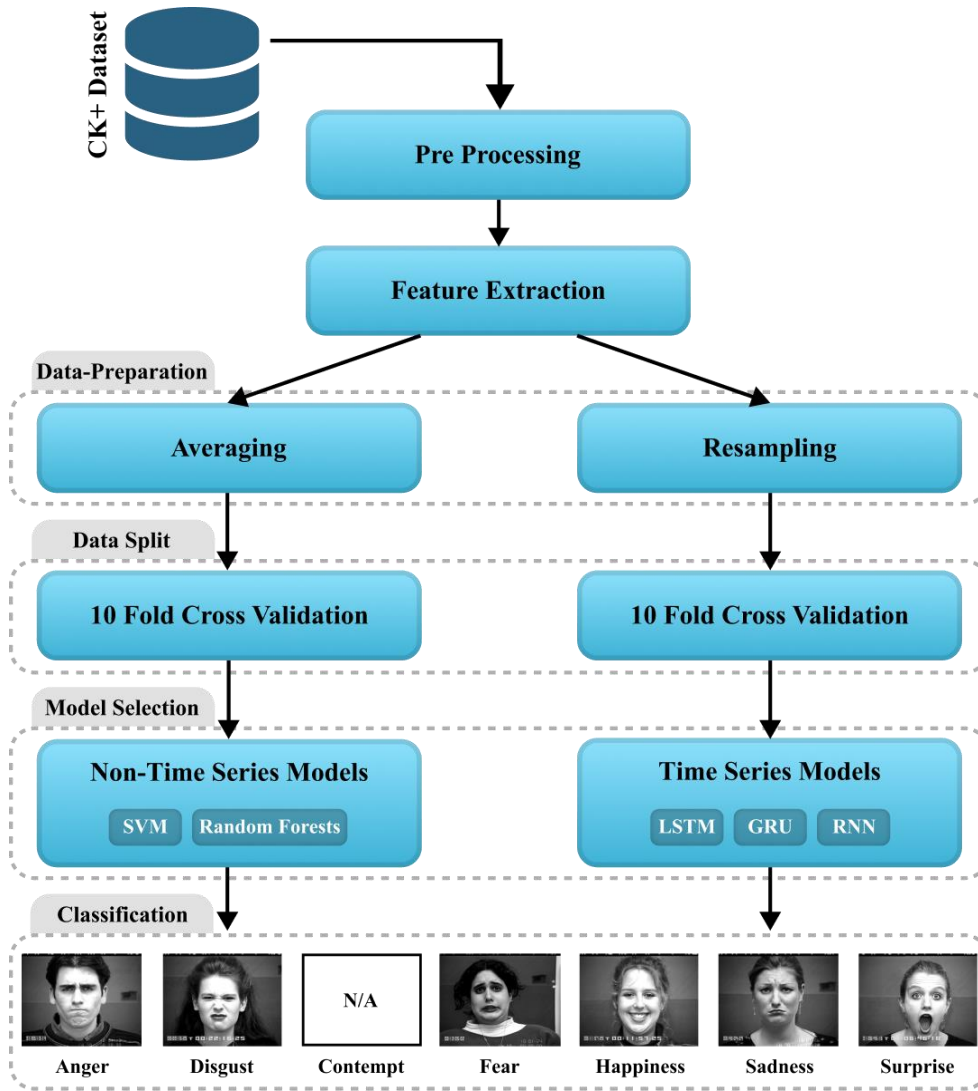 CK+ Dataset
Pre Processing
Feature Extraction
Data-Preparation
Averaging
Resampling
Data Split
10 Fold Cross Validation
10 Fold Cross Validation
Model Selection
Non-Time Series Models
SVM
Random Forests
Time Series Models
LSTM
GRU
RNN
Classification
N/A
Anger
Disgust
Contempt
Fear
Happiness
Sadness
Surprise